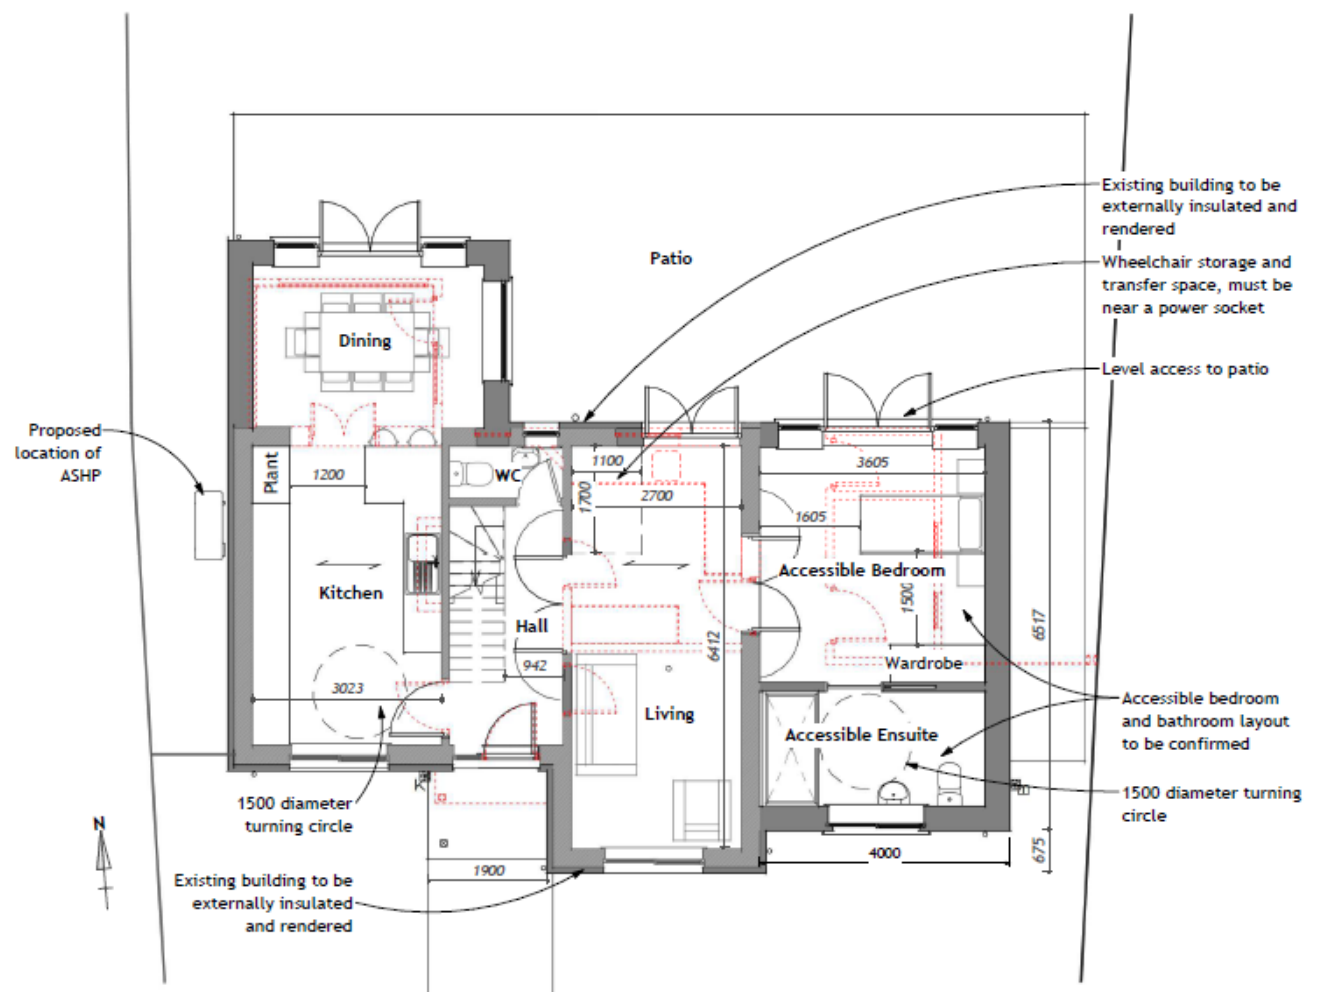 Existing building to be
externally insulated and
rendered
Patio
Wheelchair storage and
transfer space, must be
near a power socket
Dining
Level access to patio
Proposed
location of
ASHP
Plant
1200
WC
1100
1700
2700
3605
1605
Kitchen
Accessible Bedroom
1500
Hall
942
6412
6517
Wardrobe
3023
Living
Accessible Ensuite
Accessible bedroom
and bathroom layout
to be confirmed
1500 diameter
turning circle
1500 diameter turning
circle
N
1900
4000
675
Existing building to be
externally insulated
and rendered